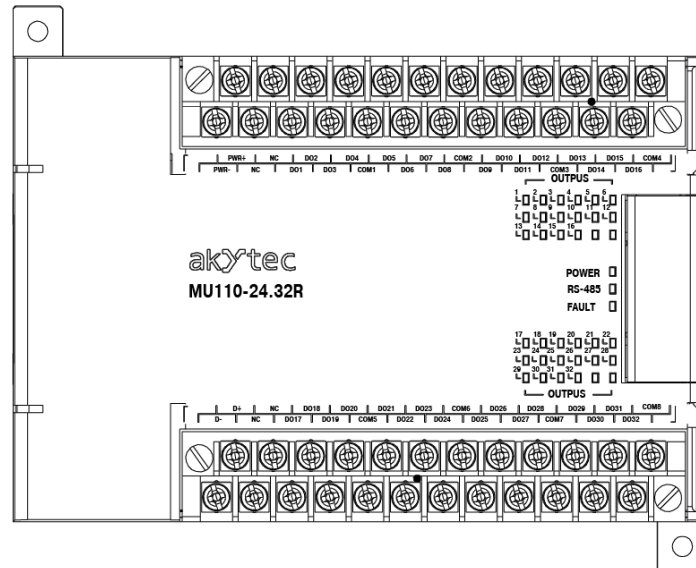 PWR+ NC DO2 DO4 DO5 DO7 COM2 DO10 DO12 DO13 DO15 COM4
PWR- NC DO1 DO3 COM1 DO6 DO8 DO9 DO11 COM3 DO14 DO16
OUTPUS
1 2 3 4 5 6
7 8 9 10 11 12
13 14 15 16
akytec
MU110-24.32R
POWER
RS-485
FAULT
17 18 19 20 21 22
23 24 25 26 27 28
29 30 31 32
OUTPUS
D+ NC DO18 DO20 DO21 DO23 COM6 DO26 DO28 DO29 DO31 COM8
D- NC DO17 DO19 COM5 DO22 DO24 DO25 DO27 COM7 DO30 DO32